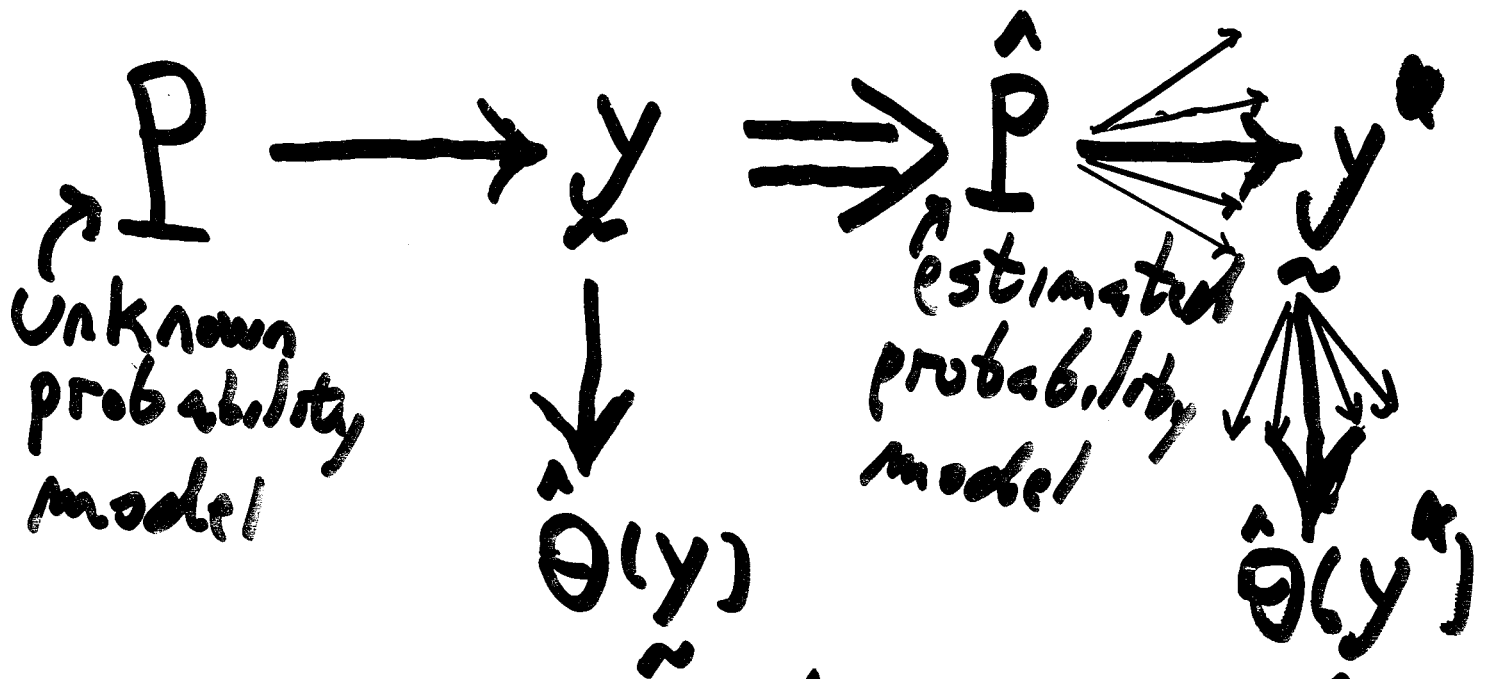 P → y ⇒ P̂ → y*
unknown
probability
model
estimated
probability
model
θ̂(y)
θ̂(y*)